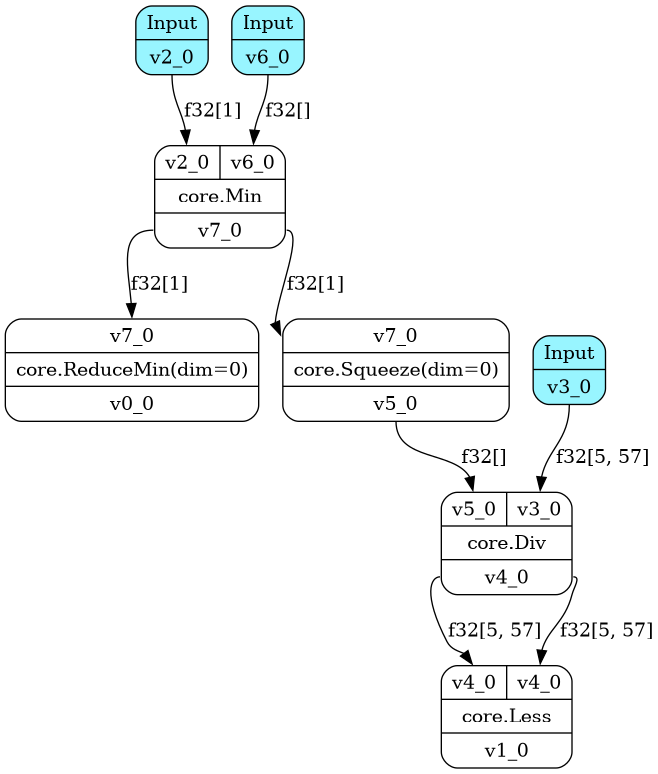 Input
v2_0
Input
v6_0
f32[1]
f32[]
v2_0 v6_0
core.Min
v7_0
f32[1]
f32[1]
v7_0
core.ReduceMin(dim=0)
v0_0
v7_0
core.Squeeze(dim=0)
v5_0
Input
v3_0
f32[]
f32[5, 57]
v5_0 v3_0
core.Div
v4_0
f32[5, 57]
f32[5, 57]
v4_0 v4_0
core.Less
v1_0